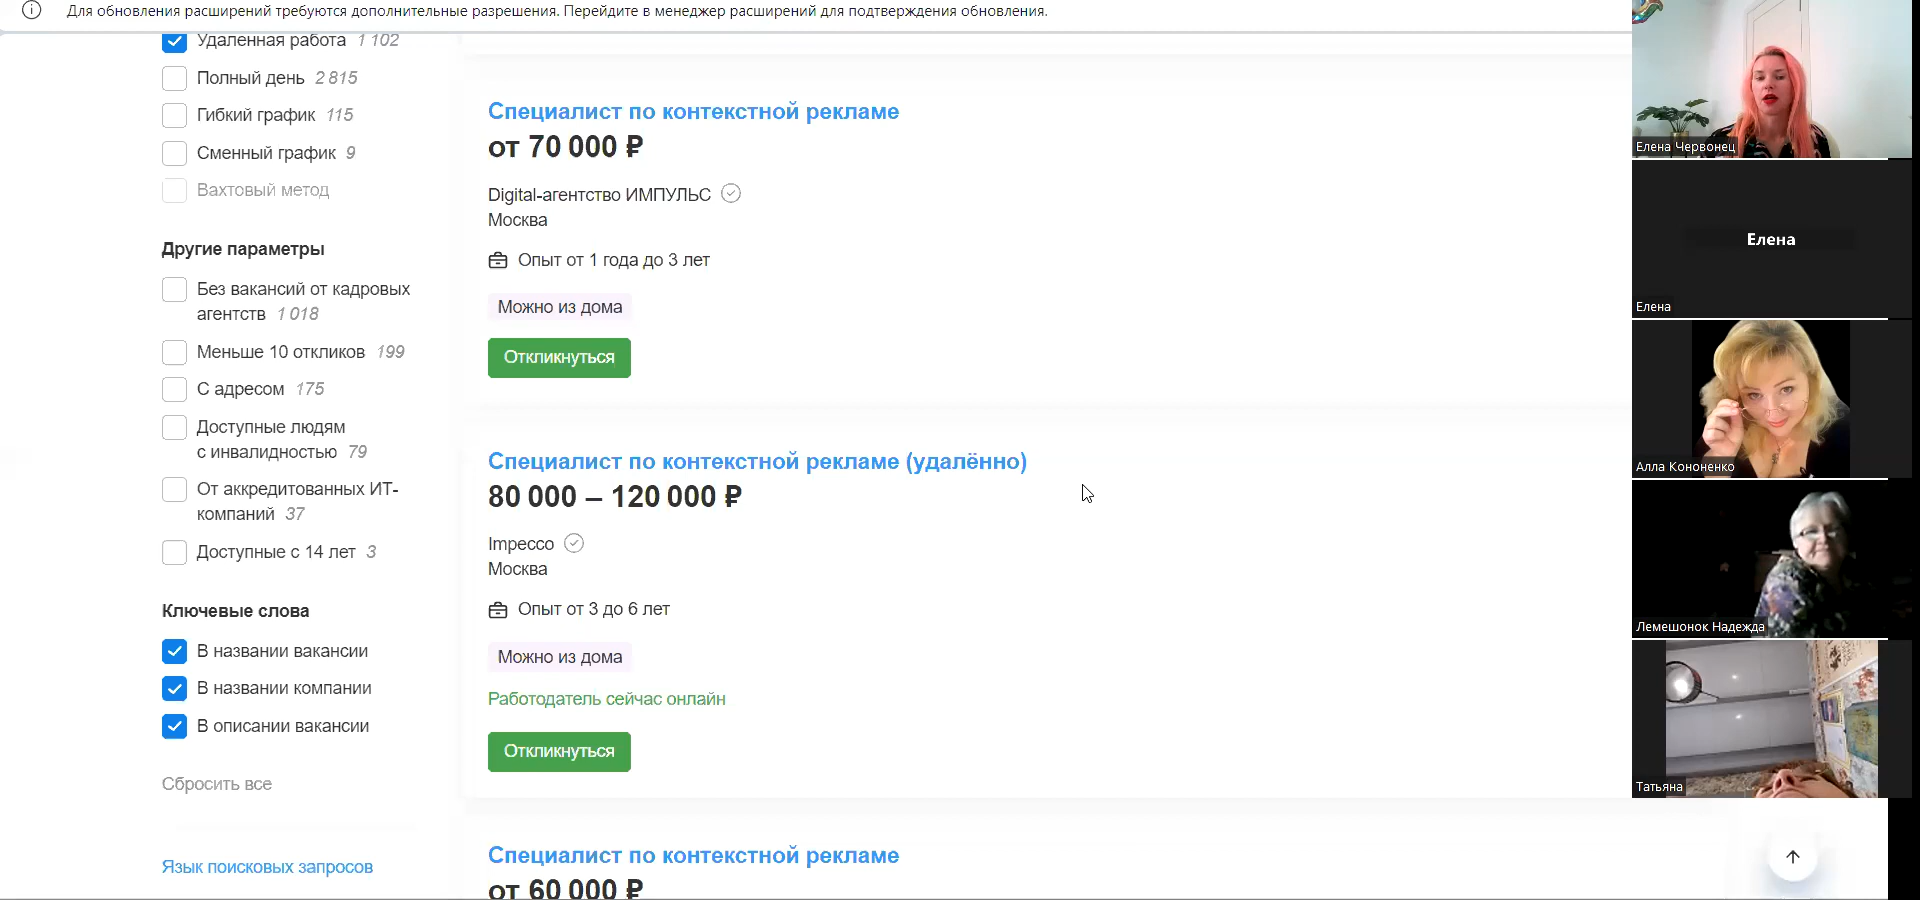 Для обновления расширений требуются дополнительные разрешения. Перейдите в менеджер расширений для подтверждения обновления.
Удаленная работа 1 102
Полный день 2 815
Гибкий график 115
Сменный график 9
Вахтовый метод
Другие параметры
Без вакансий от кадровых
агентств 1 018
Меньше 10 откликов 199
С адресом 175
Доступные людям
с инвалидностью 79
От аккредитованных ИТ-
компаний 37
Доступные с 14 лет 3
Ключевые слова
В названии вакансии
В названии компании
В описании вакансии
Сбросить все
Язык поисковых запросов
Специалист по контекстной рекламе
от 70 000 ₽
Digital-агентство ИМПУЛЬС
Москва
Опыт от 1 года до 3 лет
Можно из дома
Откликнуться
Специалист по контекстной рекламе (удалённо)
80 000 – 120 000 ₽
Impecco
Москва
Опыт от 3 до 6 лет
Можно из дома
Работодатель сейчас онлайн
Откликнуться
Специалист по контекстной рекламе
от 60 000 ₽
Елена Червонец
Елена
Елена
Алла Кононенко
Лемешонок Надежда
Татьяна